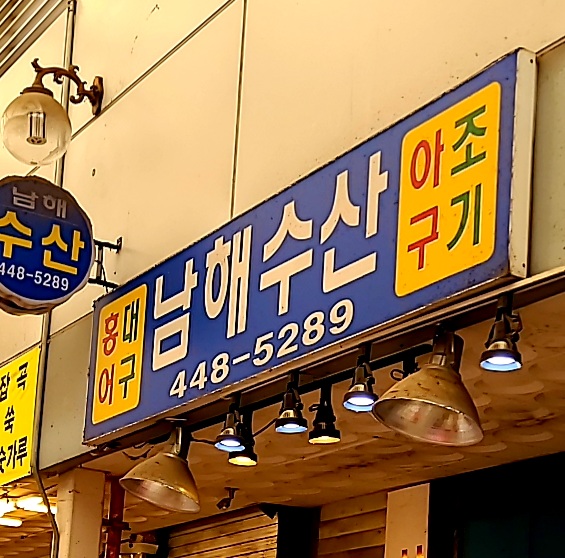 남해
수산
448-5289
홍어
대구
남해수산
448-5289
아구
조기
잡곡
쑥
숫가루